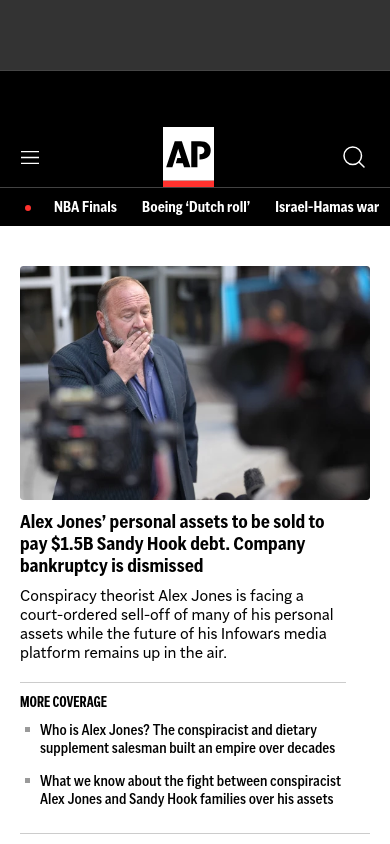 AP
NBA Finals
Boeing ‘Dutch roll’
Israel-Hamas war
Alex Jones’ personal assets to be sold to
pay $1.5B Sandy Hook debt. Company
bankruptcy is dismissed
Conspiracy theorist Alex Jones is facing a
court-ordered sell-off of many of his personal
assets while the future of his Infowars media
platform remains up in the air.
MORE COVERAGE
Who is Alex Jones? The conspiracist and dietary
supplement salesman built an empire over decades
What we know about the fight between conspiracist
Alex Jones and Sandy Hook families over his assets